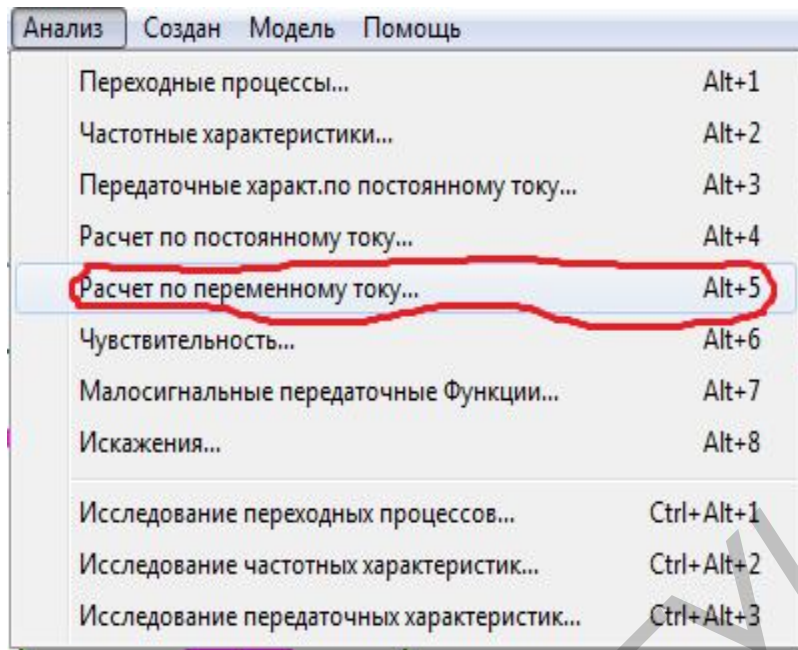 Анализ Создан Модель Помощь
Переходные процессы... Alt+1
Частотные характеристики... Alt+2
Передаточные характ.по постоянному току... Alt+3
Расчет по постоянному току... Alt+4
Расчет по переменному току... Alt+5
Чувствительность... Alt+6
Малосигнальные передаточные Функции... Alt+7
Искажения... Alt+8
Исследование переходных процессов... Ctrl+Alt+1
Исследование частотных характеристик... Ctrl+Alt+2
Исследование передаточных характеристик... Ctrl+Alt+3